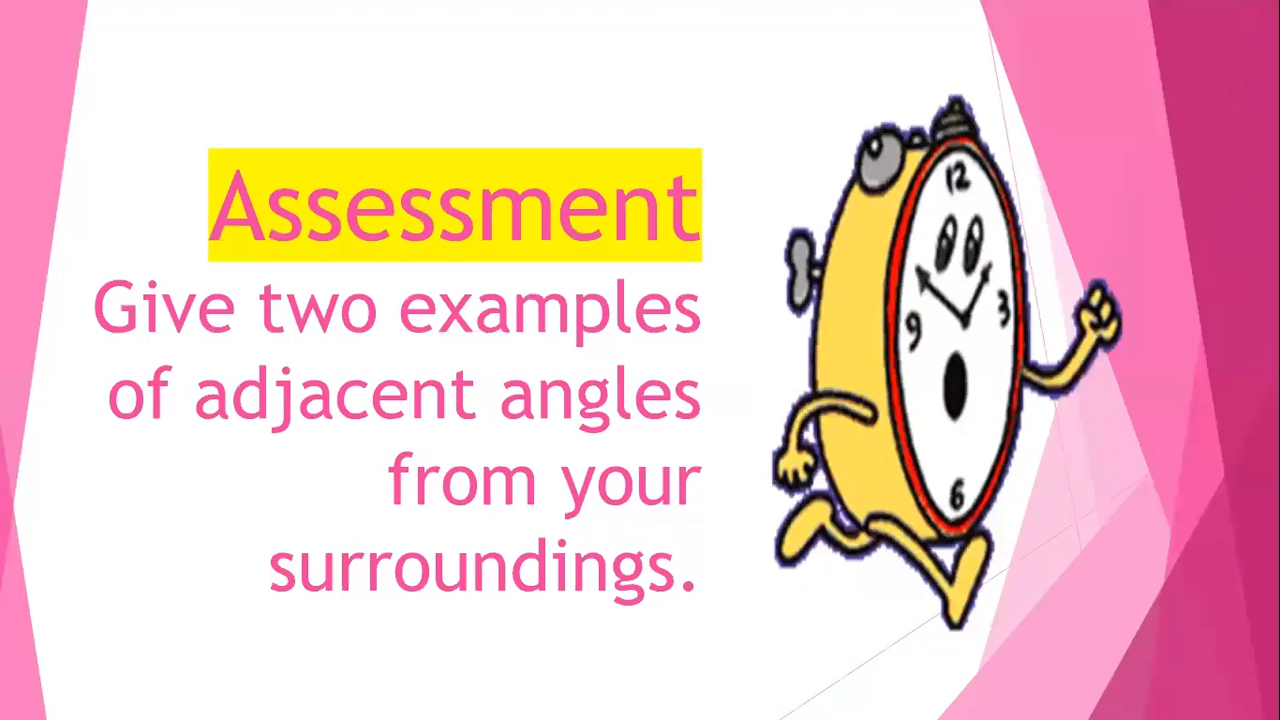 Assessment
Give two examples
of adjacent angles
from your
surroundings.
12
3
9
6